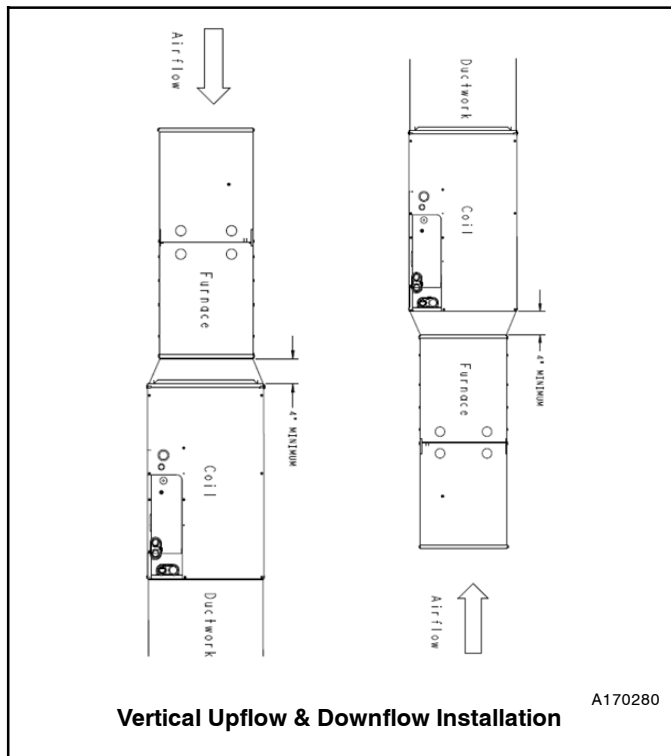 Airflow
Furnace
4" MINIMUM
Coil
Ductwork
Ductwork
Coil
4" MINIMUM
Furnace
Airflow
A170280
Vertical Upflow & Downflow Installation